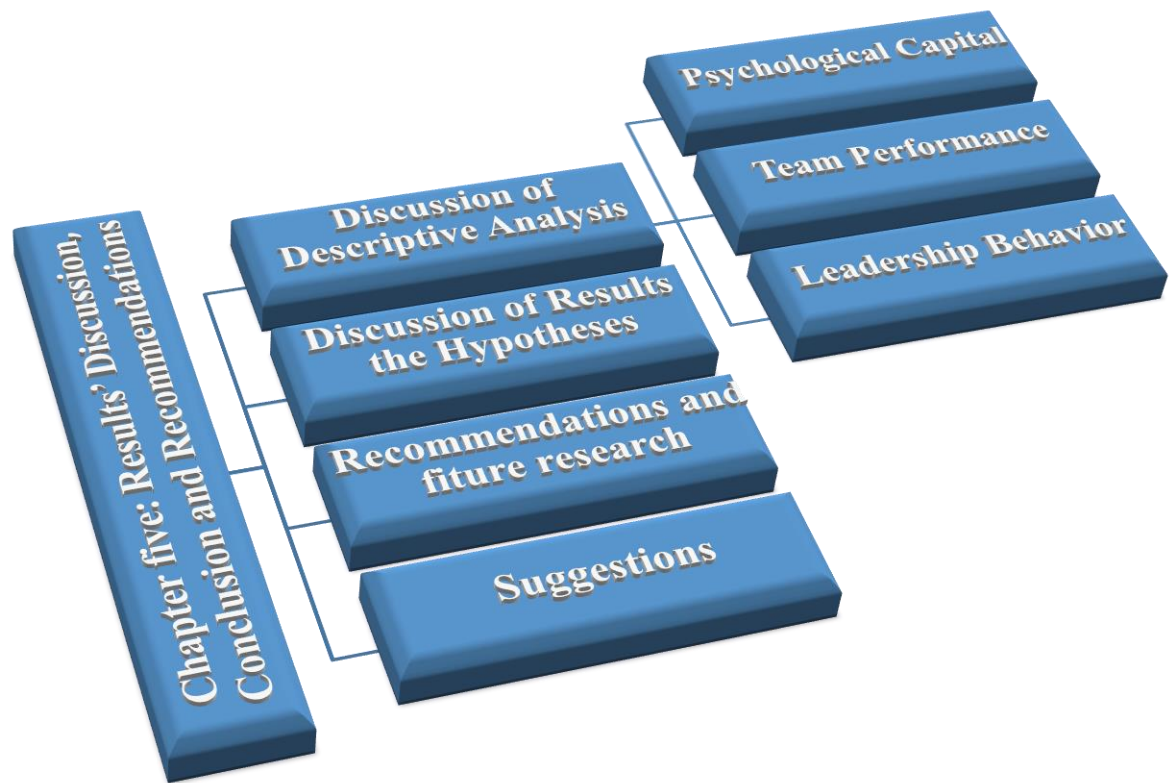 Chapter five: Results’ Discussion,
Conclusion and Recommendations
Discussion of
Descriptive Analysis
Discussion of Results
the Hypotheses
Recommendations and
fiture research
Suggestions
Psychological Capital
Team Performance
Leadership Behavior